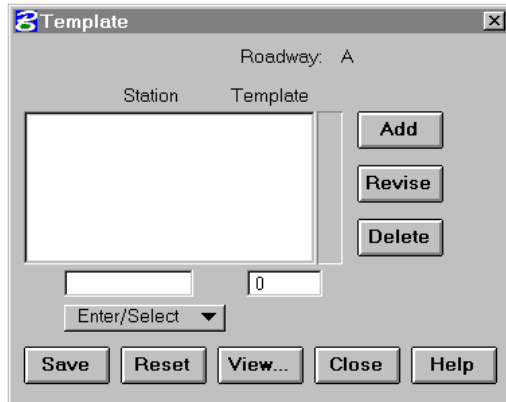 Template
Roadway: A
Station Template
Add
Revise
Delete
0
Enter/Select
Save Reset View... Close Help